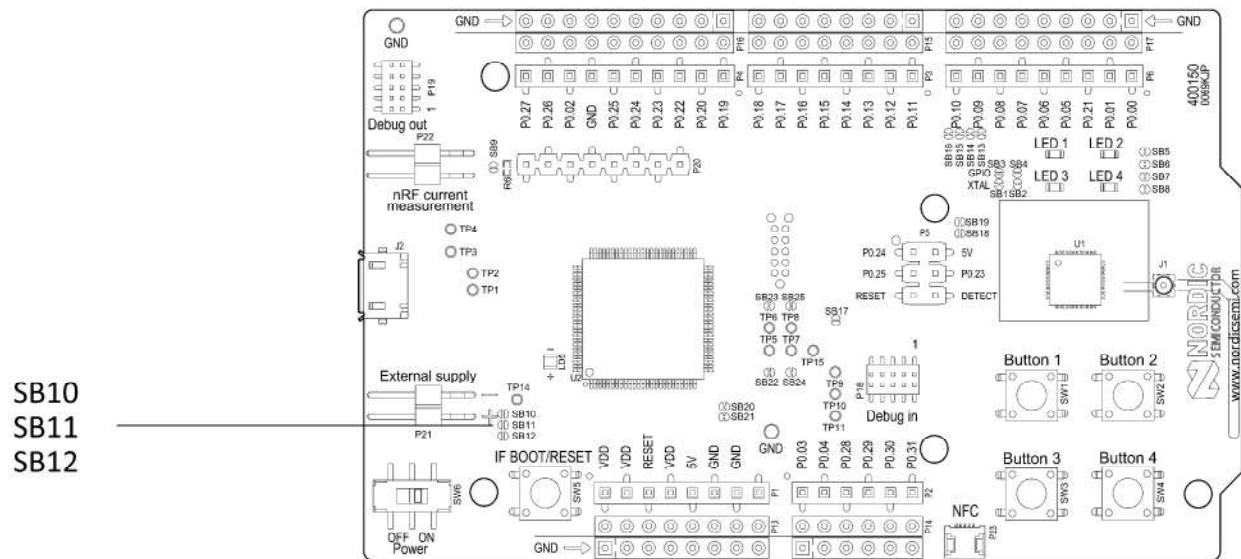 GND
GND
P16
P15
P17
GND
P19
1
Debug out
P4
P3
P6
400150
0069KJP
P0.27 P0.26 P0.02 GND P0.25 P0.24 P0.23 P0.22 P0.20 P0.19
P0.18 P0.17 P0.16 P0.15 P0.14 P0.13 P0.12 P0.11
P0.10 P0.09 P0.08 P0.07 P0.06 P0.05 P0.21 P0.01 P0.00
P22
nRF current
measurement
SB9
R6
P20
SB16 SB15 SB14 SB13
SB3 SB4
GPIO
XTAL
SB1 SB2
LED 1 LED 2
LED 3 LED 4
SB5
SB6
SB7
SB8
TP4
TP3
TP2
TP1
J2
SB19
SB18
P5
P0.24 5V
P0.25 P0.23
RESET DETECT
U1
J1
NORDIC
SEMICONDUCTOR
www.nordicsemi.com
SB23 SB25
TP6 TP8
TP5 TP7
SB17
TP15
SB22 SB24
TP9
TP10
TP11
1
P18
Debug in
LD5
U2
Button 1 Button 2
SW1 SW2
SB10
SB11
SB12
External supply
P21
TP14
SB10
SB11
SB12
SB20
SB21
GND
IF BOOT/RESET
SW5
VDD VDD RESET VDD 5V GND GND
P0.03 P0.04 P0.28 P0.29 P0.30 P0.31
Button 3 Button 4
SW3 SW4
SW6
OFF ON
Power
P1
P2
P13
P14
GND
NFC
P23